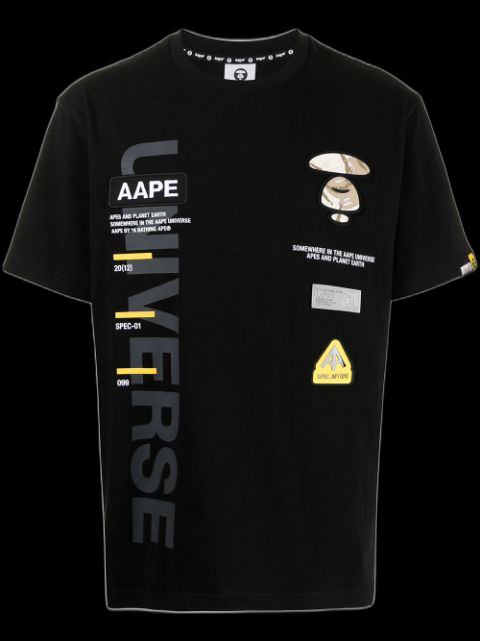 UNIVERSE
AAPE
APES AND PLANET EARTH
SOMEWHERE IN THE AAPE UNIVERSE
AAPE BY *A BATHING APE®
20(12)
SPEC-01
099
SOMEWHERE IN THE AAPE UNIVERSE
APES AND PLANET EARTH
SPEC.AP/010